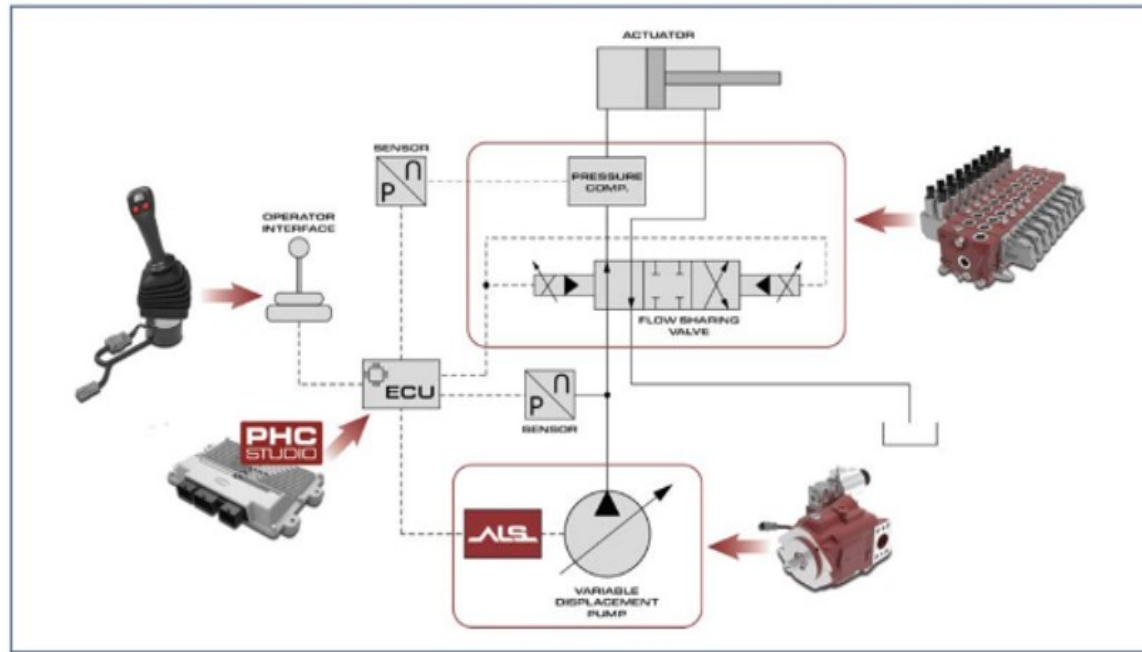 ACTUATOR
SENSOR
P
n
PRESSURE
COMP.
OPERATOR
INTERFACE
FLOW SHARING
VALVE
ECU
P
n
SENSOR
PHC
STUDIO
ALS
VARIABLE
DISPLACEMENT
PUMP